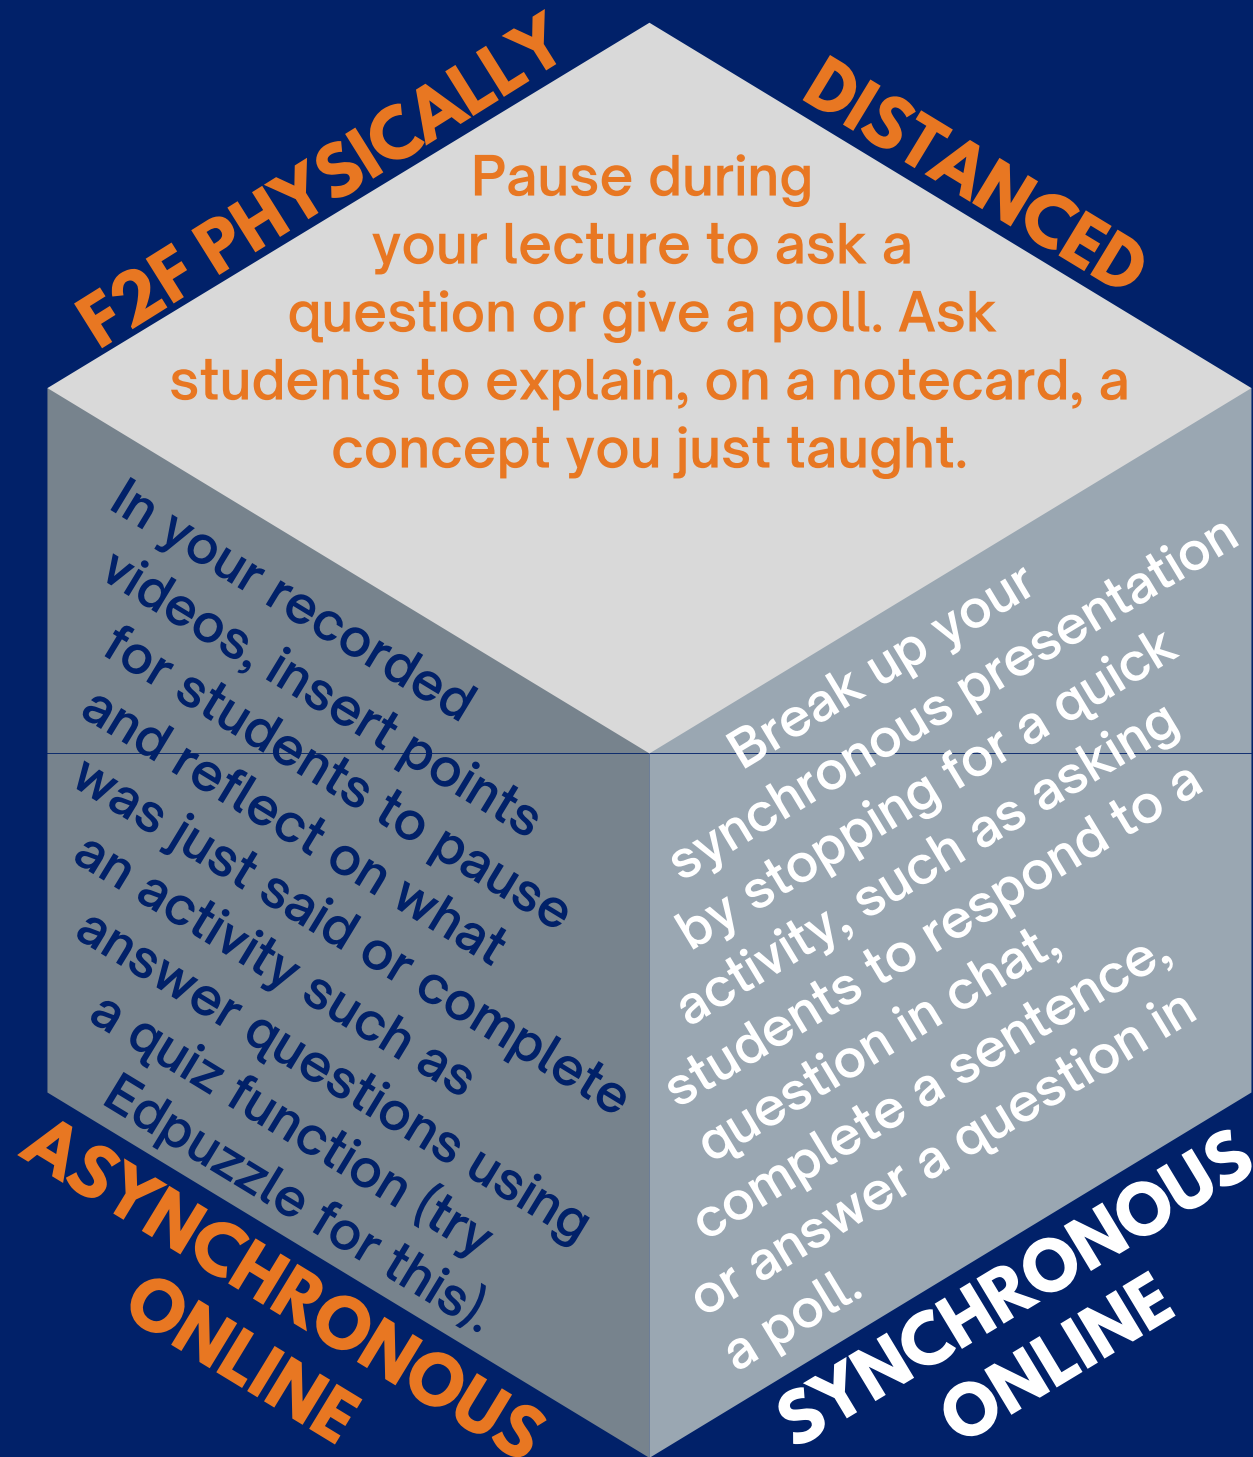 F2F PHYSICALLY
DISTANCED
Pause during
your lecture to ask a
question or give a poll. Ask
students to explain, on a notecard, a
concept you just taught.
In your recorded
videos, insert points
for students to pause
and reflect on what
was just said or complete
an activity such as
answer questions using
a quiz function (try
Edpuzzle for this).
ASYNCHRONOUS
ONLINE
Break up your
synchronous presentation
by stopping for a quick
activity, such as asking
students to respond to a
question in chat,
complete a sentence,
or answer a question in
a poll.
SYNCHRONOUS
ONLINE